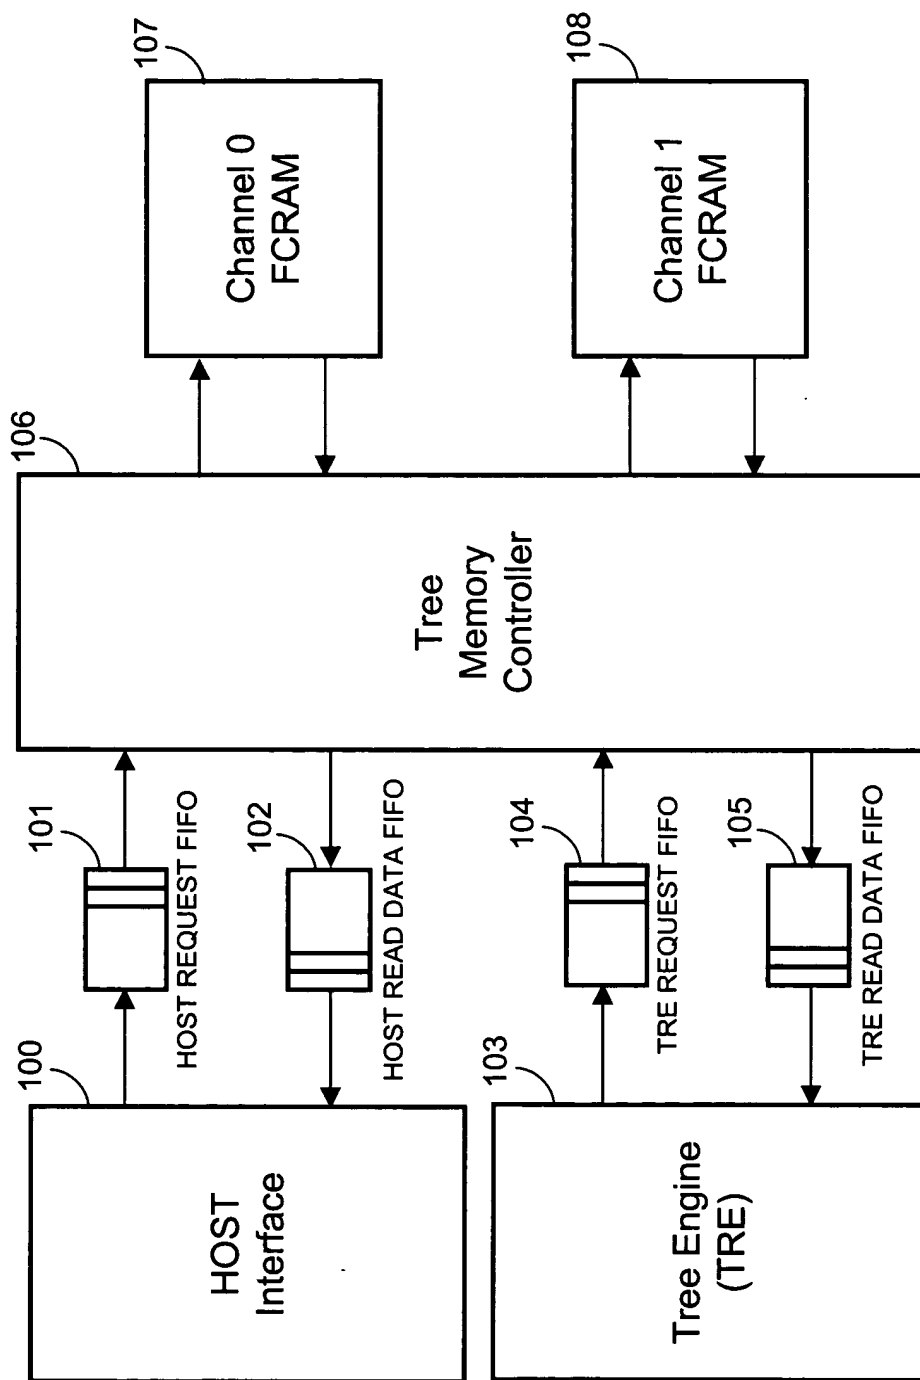 100
HOST
Interface
101
HOST REQUEST FIFO
102
HOST READ DATA FIFO
103
Tree Engine
(TRE)
104
TRE REQUEST FIFO
105
TRE READ DATA FIFO
106
Tree
Memory
Controller
107
Channel 0
FCRAM
108
Channel 1
FCRAM